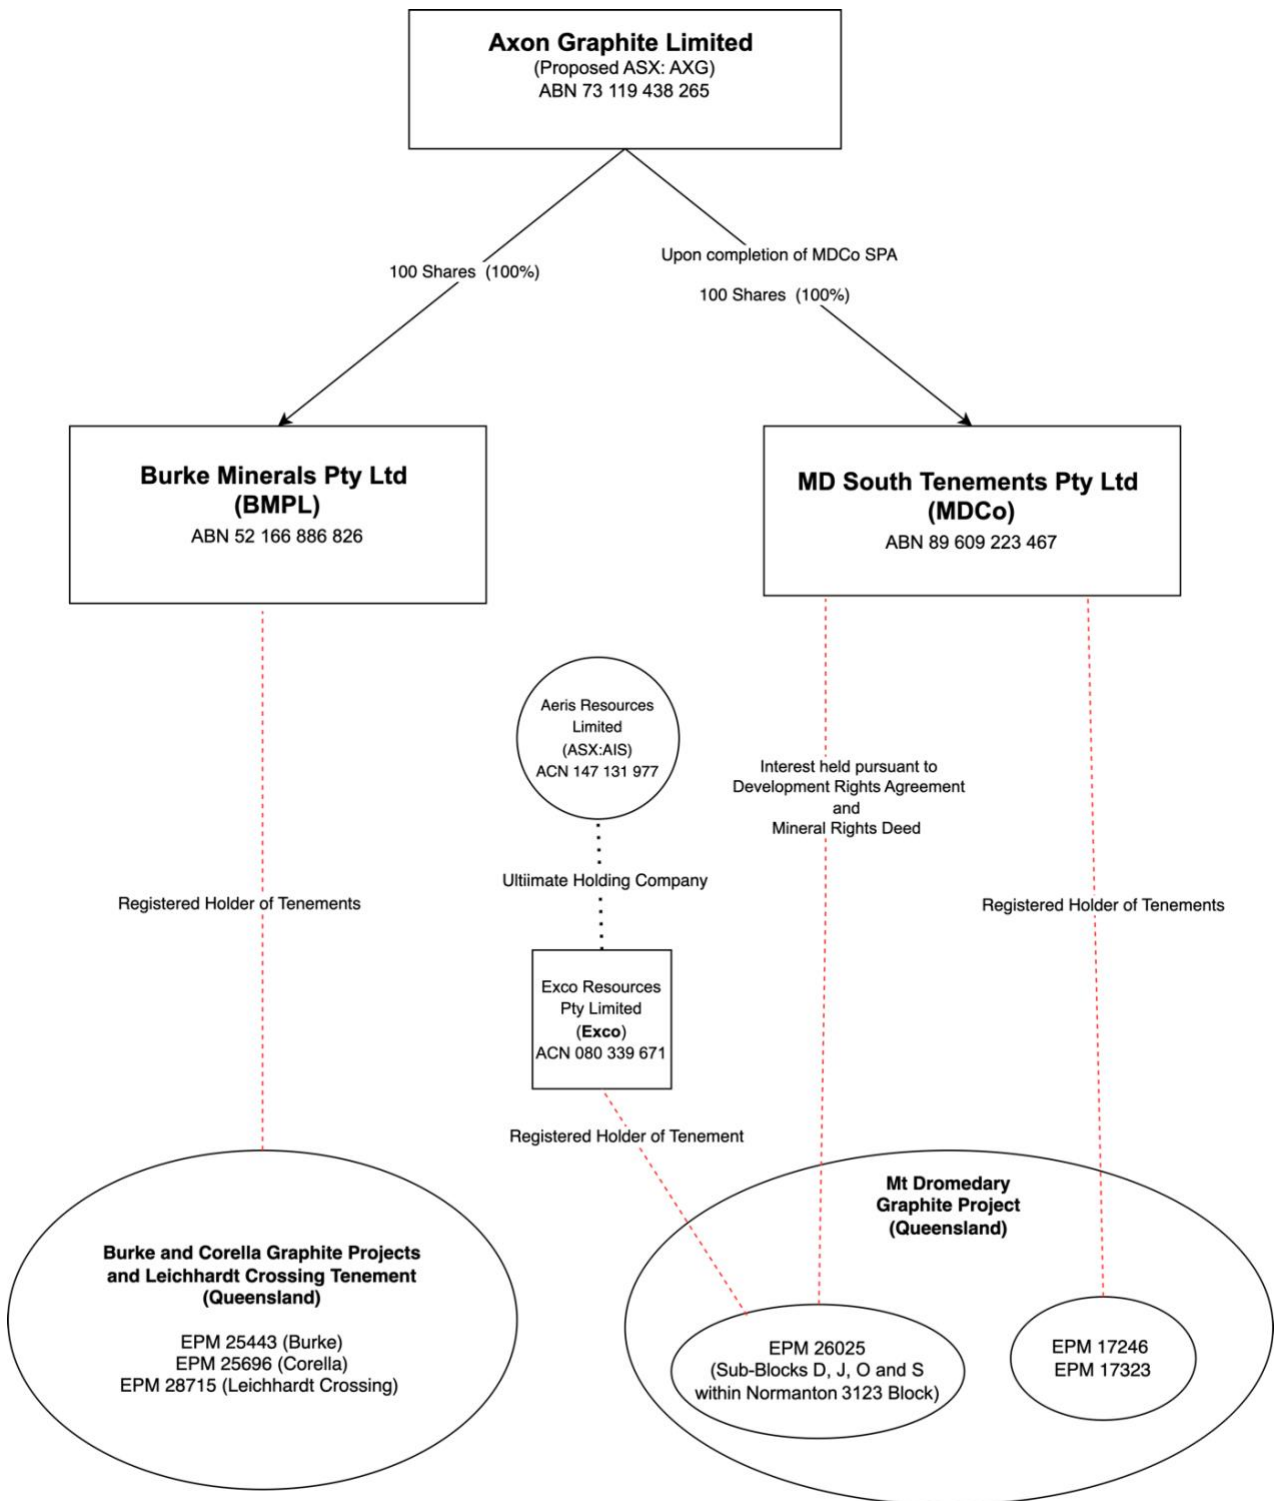 Axon Graphite Limited
(Proposed ASX: AXG)
ABN 73 119 438 265
Upon completion of MDCo SPA
100 Shares (100%)
100 Shares (100%)
Burke Minerals Pty Ltd
(BMPL)
ABN 52 166 886 826
MD South Tenements Pty Ltd
(MDCo)
ABN 89 609 223 467
Aeris Resources
Limited
(ASX:AIS)
ACN 147 131 977
Interest held pursuant to
Development Rights Agreement
and
Mineral Rights Deed
Ultiimate Holding Company
Registered Holder of Tenements
Registered Holder of Tenements
Exco Resources
Pty Limited
(Exco)
ACN 080 339 671
Registered Holder of Tenement
Burke and Corella Graphite Projects
and Leichhardt Crossing Tenement
(Queensland)
EPM 25443 (Burke)
EPM 25696 (Corella)
EPM 28715 (Leichhardt Crossing)
Mt Dromedary
Graphite Project
(Queensland)
EPM 26025
(Sub-Blocks D, J, O and S
within Normanton 3123 Block)
EPM 17246
EPM 17323